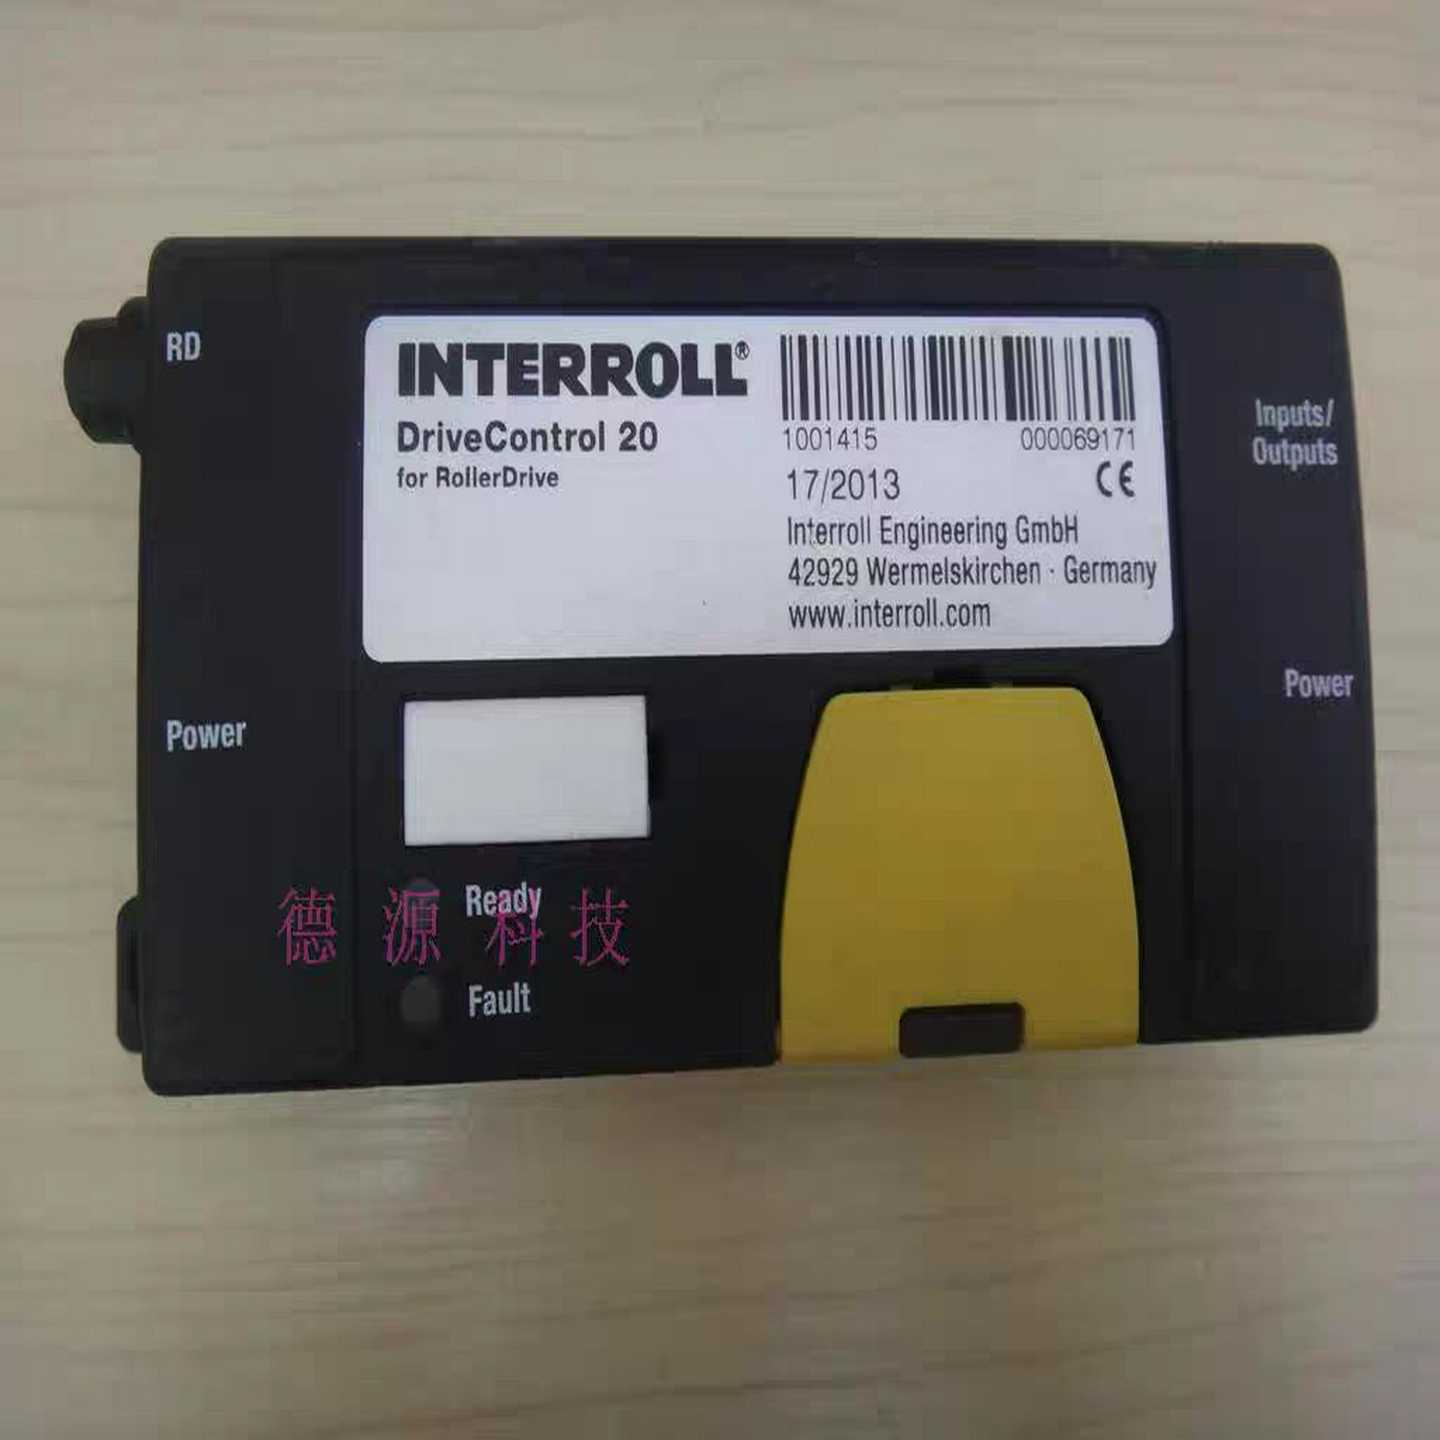 RD
INTERROLL®
DriveControl 20
for RollerDrive
1001415 000069171
17/2013 CE
Interroll Engineering GmbH
42929 Wermelskirchen · Germany
www.interroll.com
Inputs/
Outputs
Power
Power
Ready
德源科技
Fault